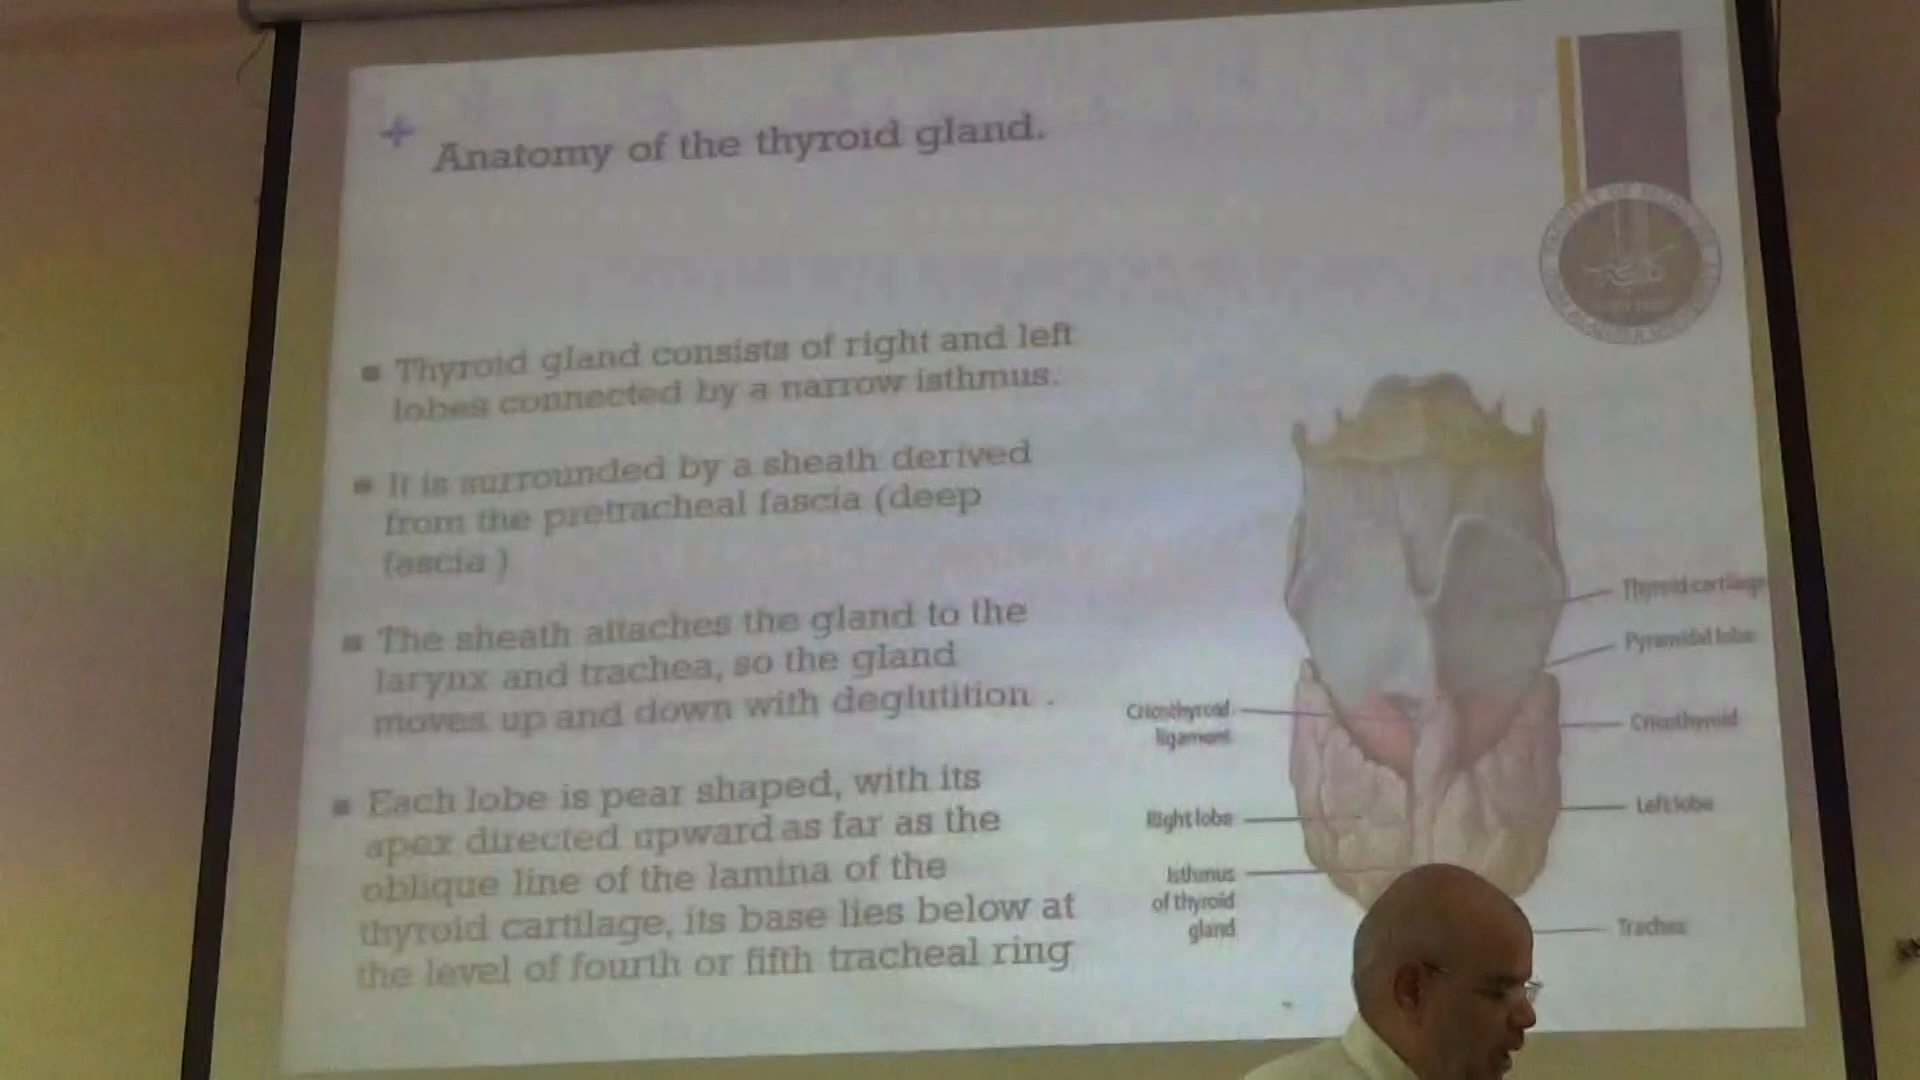 +
Anatomy of the thyroid gland.
▪ Thyroid gland consists of right and left
lobes connected by a narrow isthmus.
▪ It is surrounded by a sheath derived
from the pretracheal fascia (deep
fascia )
▪ The sheath attaches the gland to the
larynx and trachea, so the gland
moves up and down with deglutition .
▪ Each lobe is pear shaped, with its
apex directed upward as far as the
oblique line of the lamina of the
thyroid cartilage, its base lies below at
the level of fourth or fifth tracheal ring
Thyroid cartilage
Pyramidal lobe
Cricothyroid
ligament
Cricothyroid
Right lobe
Left lobe
Isthmus
of thyroid
gland
Trachea